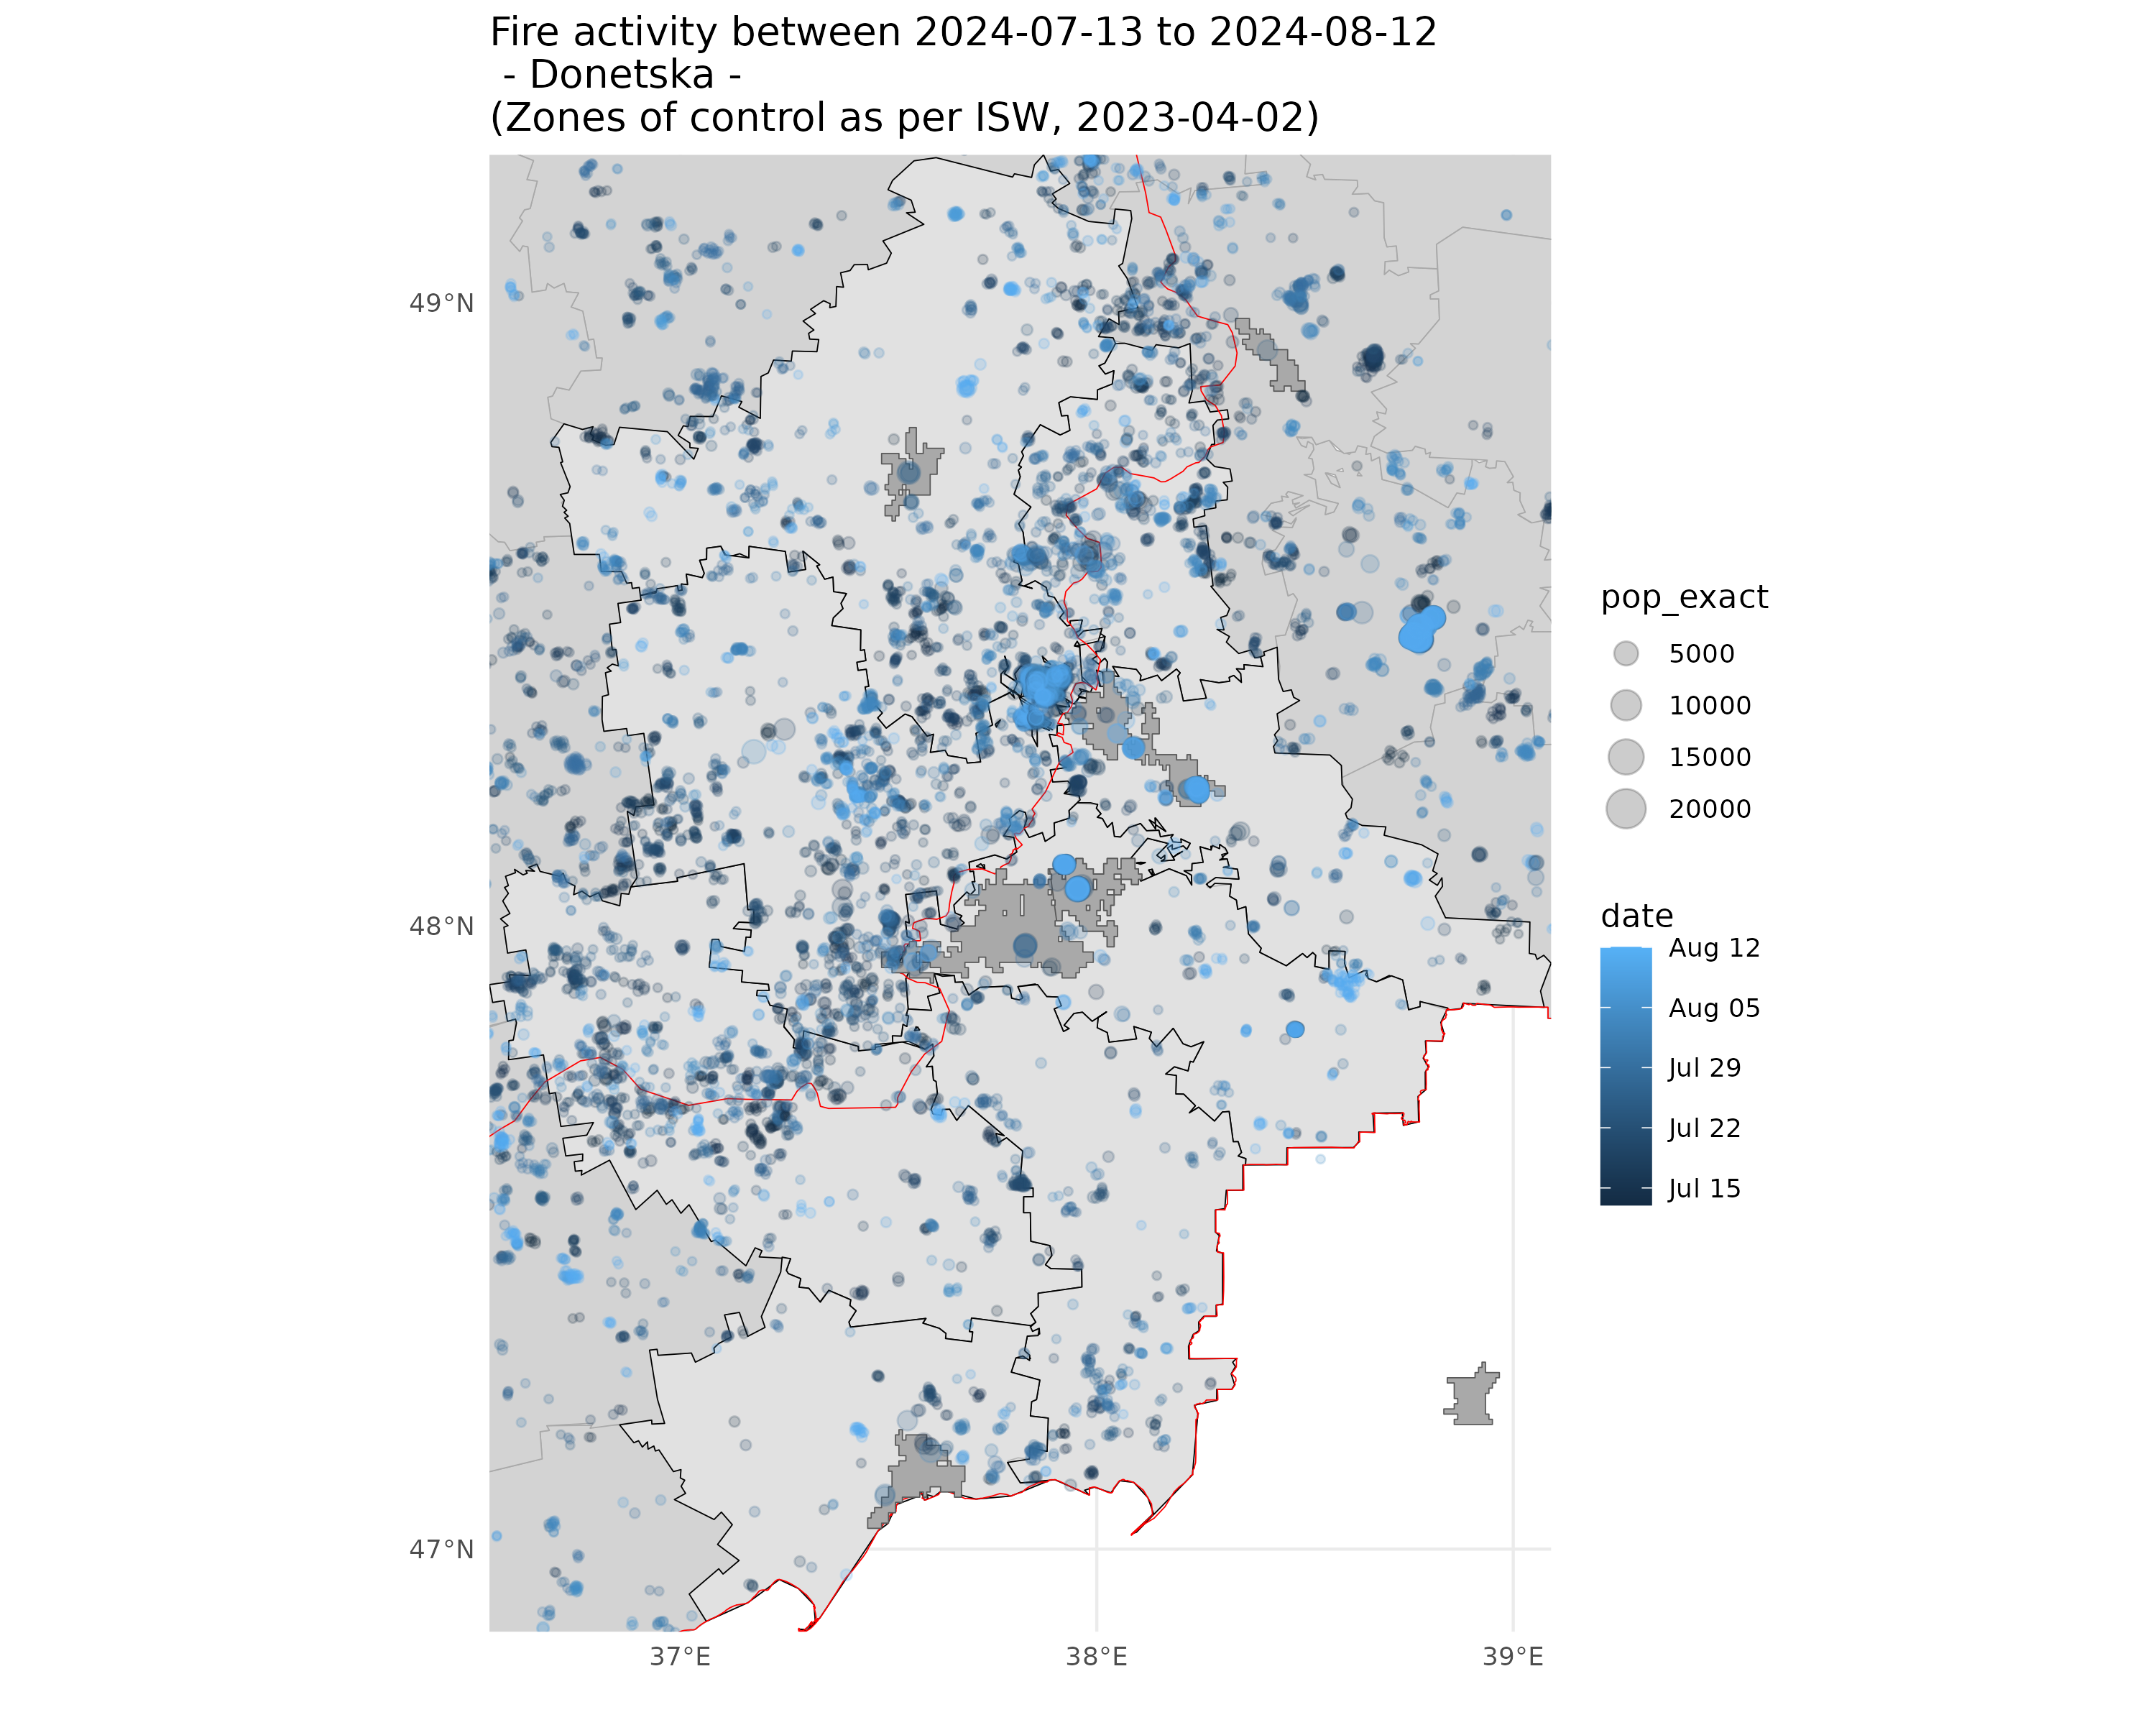 Fire activity between 2024-07-13 to 2024-08-12
- Donetska -
(Zones of control as per ISW, 2023-04-02)
49°N
48°N
47°N
37°E
38°E
39°E
pop_exact
5000
10000
15000
20000
date
Aug 12
Aug 05
Jul 29
Jul 22
Jul 15